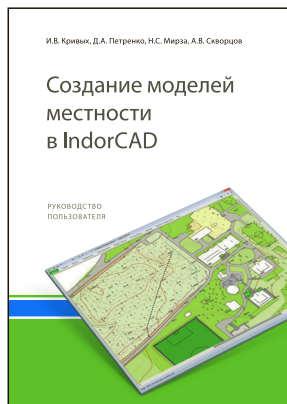 И.В. Кривых, Д.А. Петренко, Н.С. Мирза, А.В. Скворцов
Создание моделей
местности
в IndorCAD
РУКОВОДСТВО
ПОЛЬЗОВАТЕЛЯ